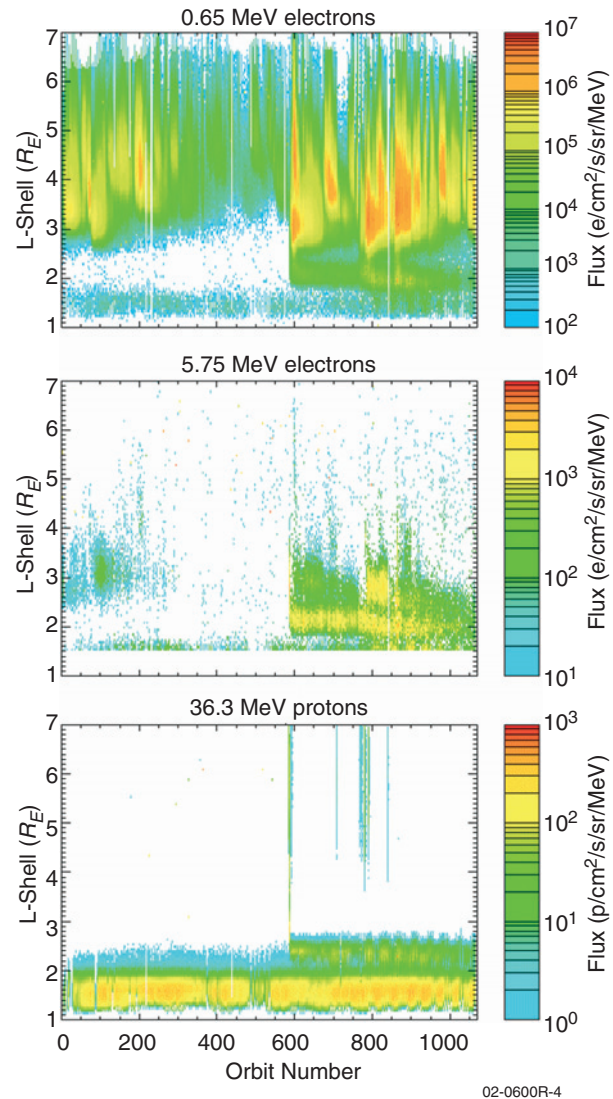 0.65 MeV electrons
7
6
5
4
3
2
1
L-Shell (R_E)
10^7
10^6
10^5
10^4
10^3
10^2
Flux (e/cm^2/s/sr/MeV)
5.75 MeV electrons
7
6
5
4
3
2
1
L-Shell (R_E)
10^4
10^3
10^2
10^1
Flux (e/cm^2/s/sr/MeV)
36.3 MeV protons
7
6
5
4
3
2
1
L-Shell (R_E)
10^3
10^2
10^1
10^0
Flux (p/cm^2/s/sr/MeV)
0 200 400 600 800 1000
Orbit Number
02-0600R-4